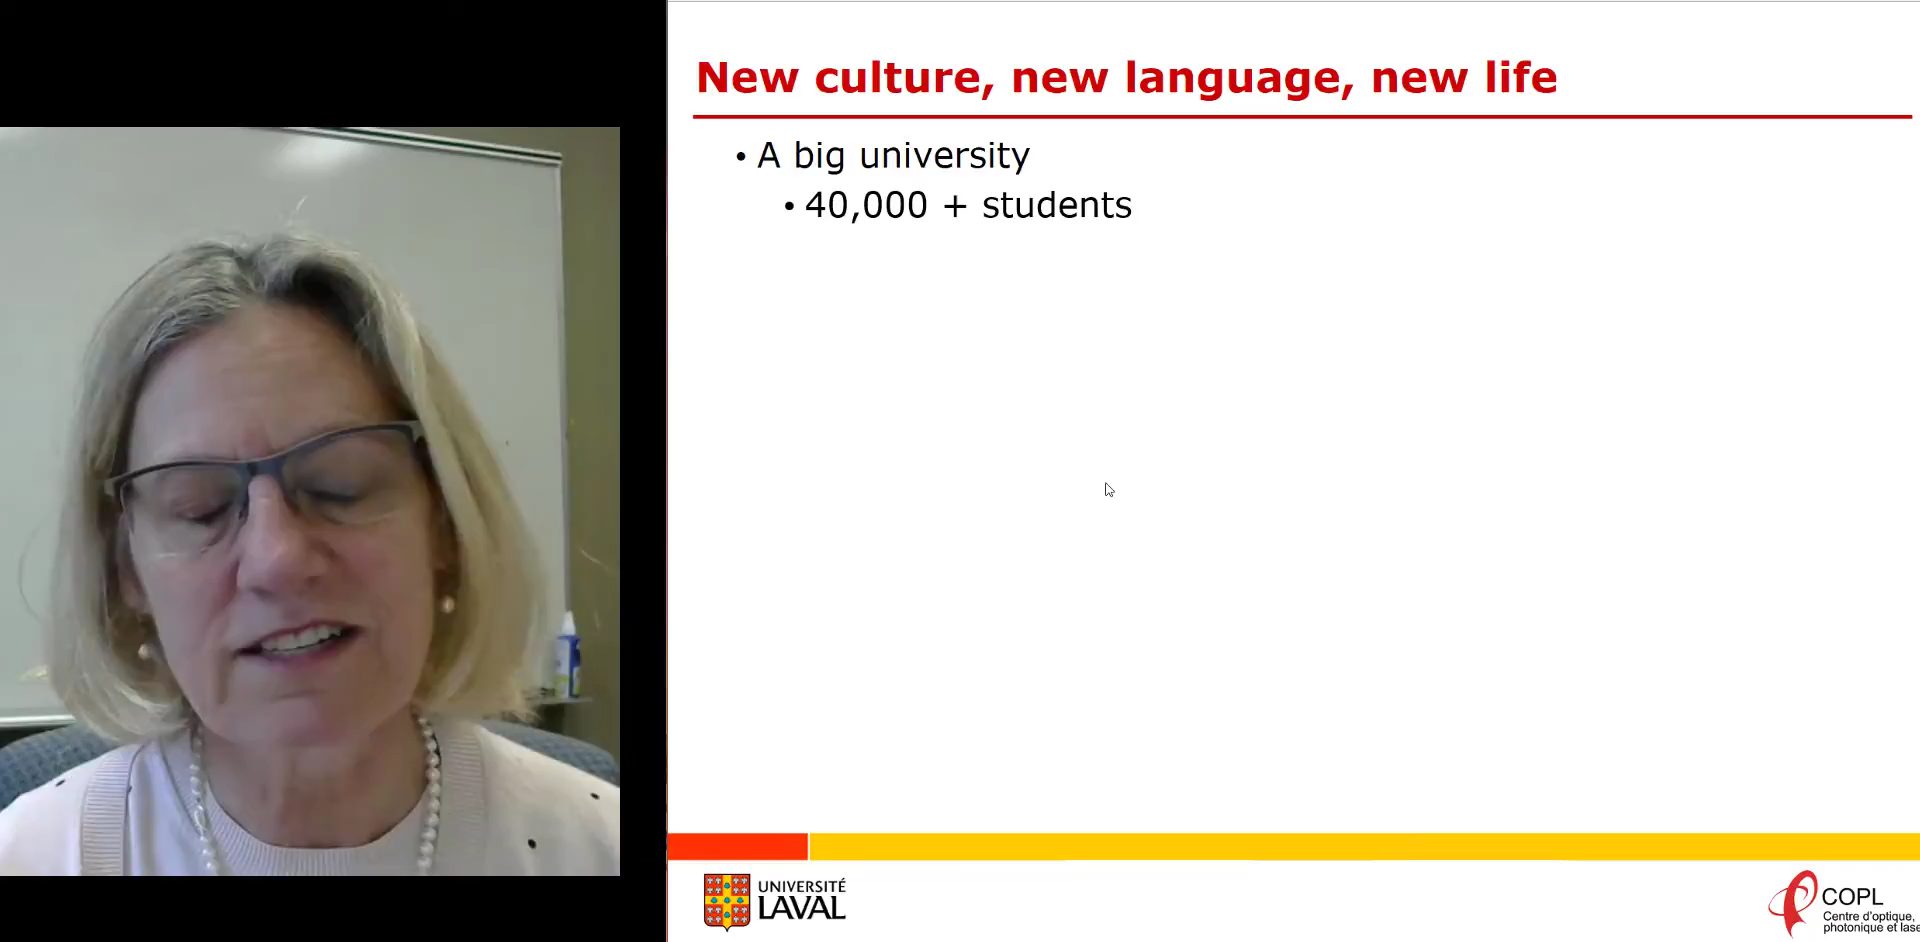 New culture, new language, new life
• A big university
• 40,000 + students
UNIVERSITÉ
LAVAL
COPL
Centre d'optique,
photonique et lase